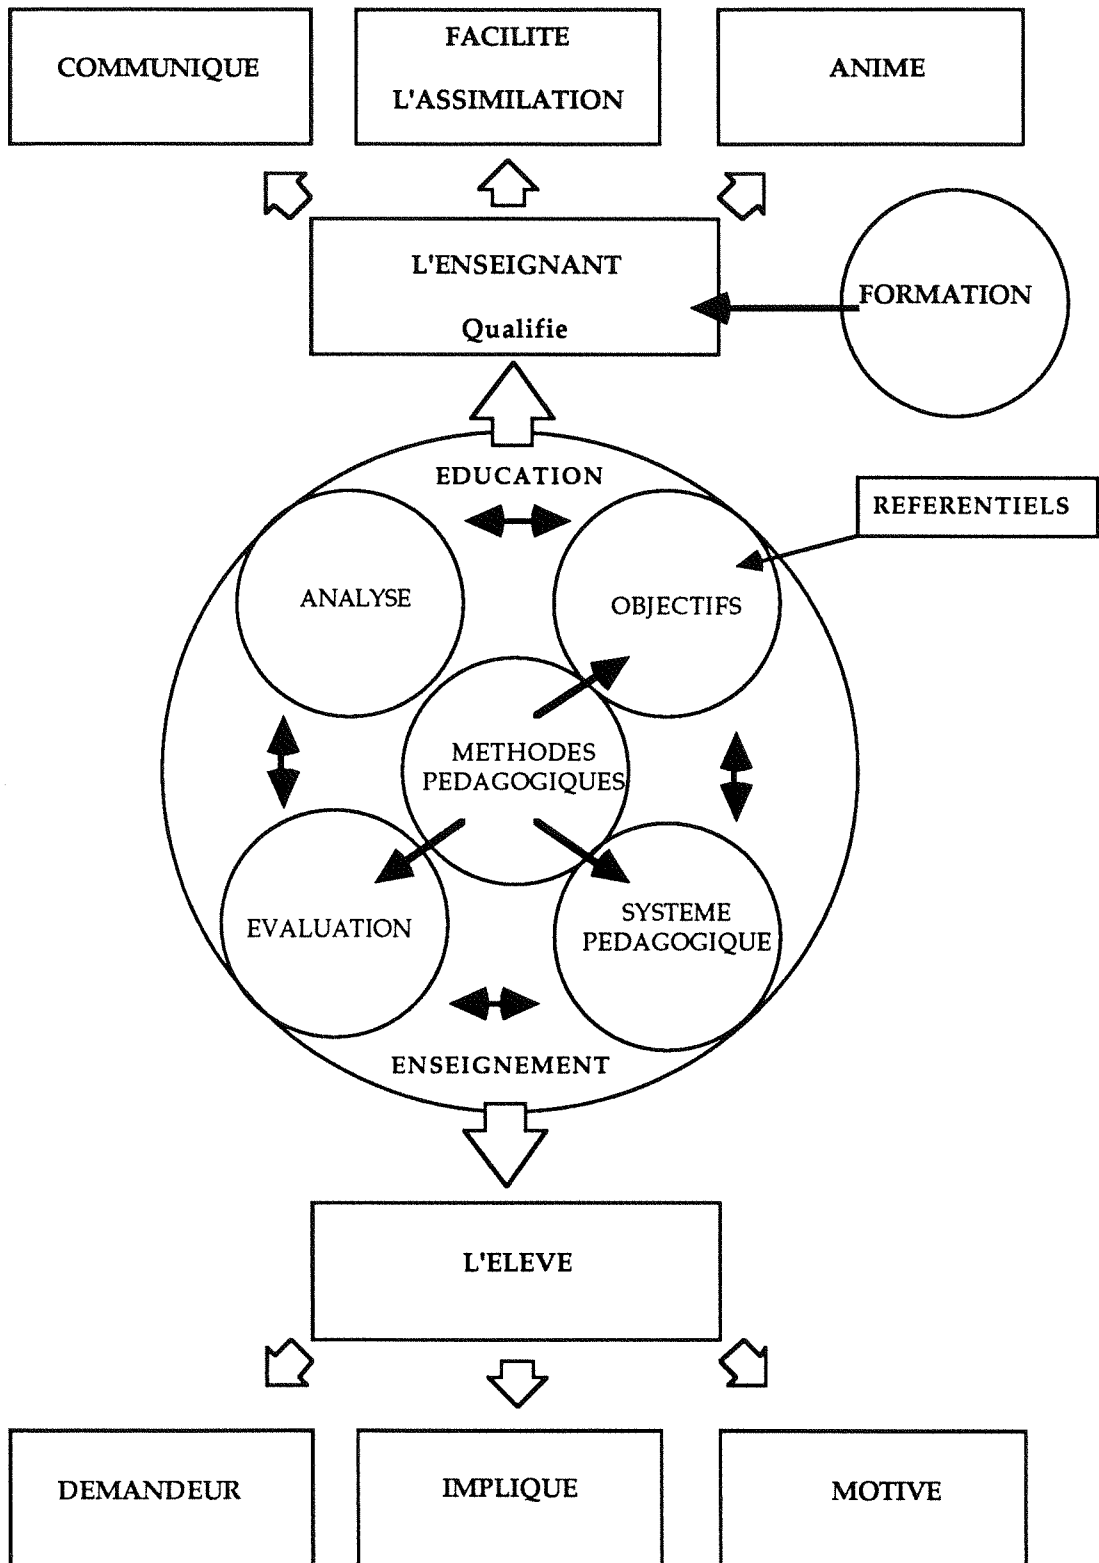 COMMUNIQUE
FACILITE
L'ASSIMILATION
ANIME
L'ENSEIGNANT
Qualifie
FORMATION
EDUCATION
RÉFERENTIELS
ANALYSE
OBJECTIFS
METHODES
PEDAGOGIQUES
EVALUATION
SYSTEME
PEDAGOGIQUE
ENSEIGNEMENT
L'ELEVE
DEMANDEUR
IMPLIQUE
MOTIVE